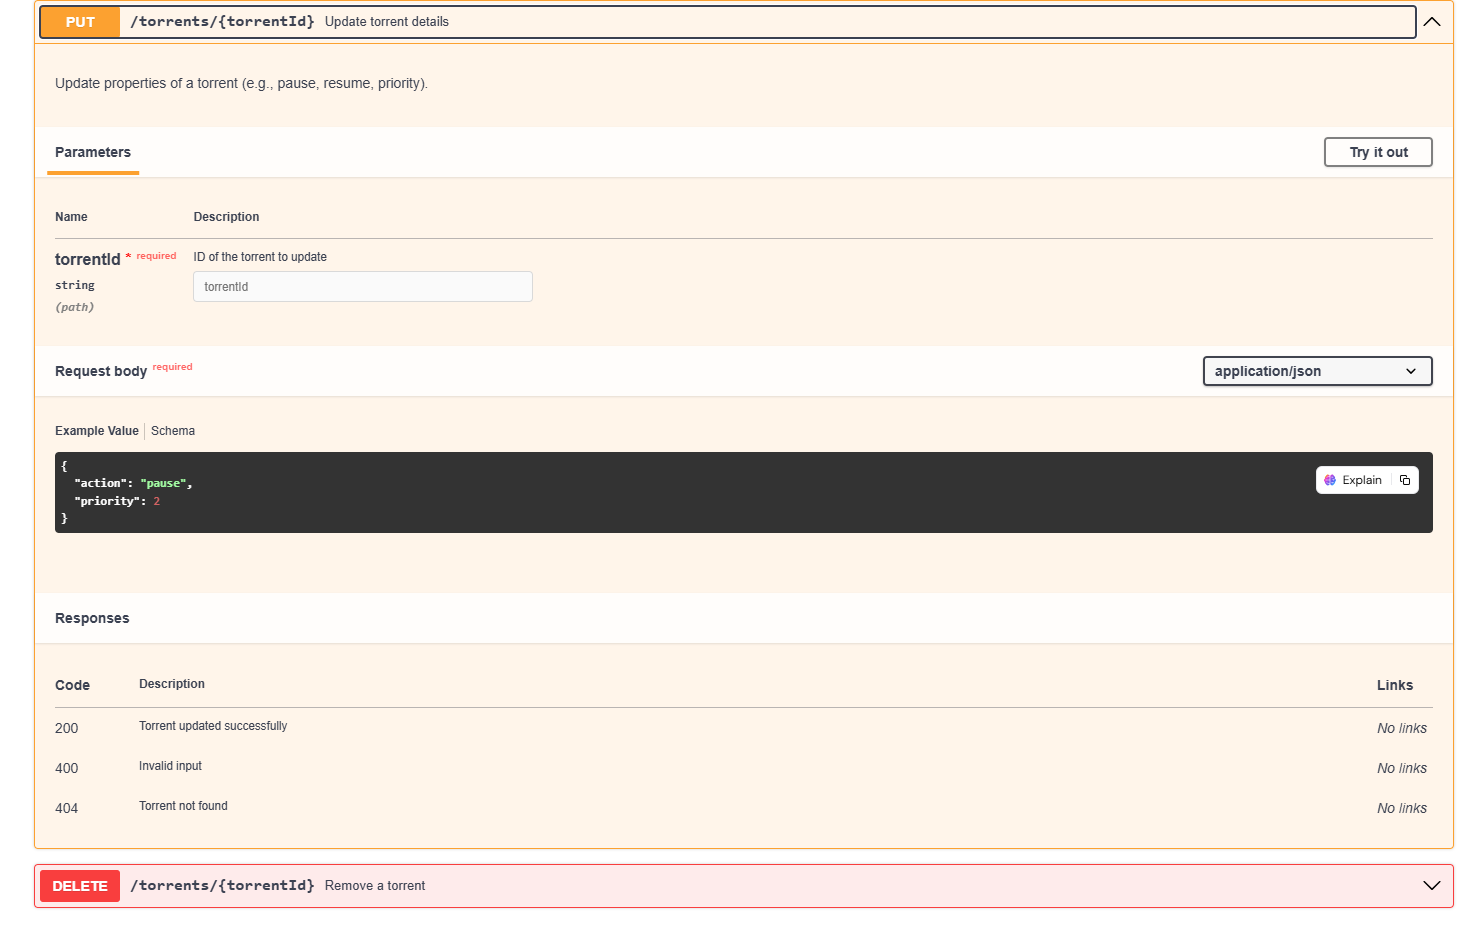 PUT /torrents/{torrentId} Update torrent details
Update properties of a torrent (e.g., pause, resume, priority).
Parameters Try it out
Name Description
torrentId * required ID of the torrent to update
string torrentId
(path)
Request body required application/json
Example Value Schema
{
"action": "pause",
"priority": 2
}
Explain
Responses
Code Description Links
200 Torrent updated successfully No links
400 Invalid input No links
404 Torrent not found No links
DELETE /torrents/{torrentId} Remove a torrent